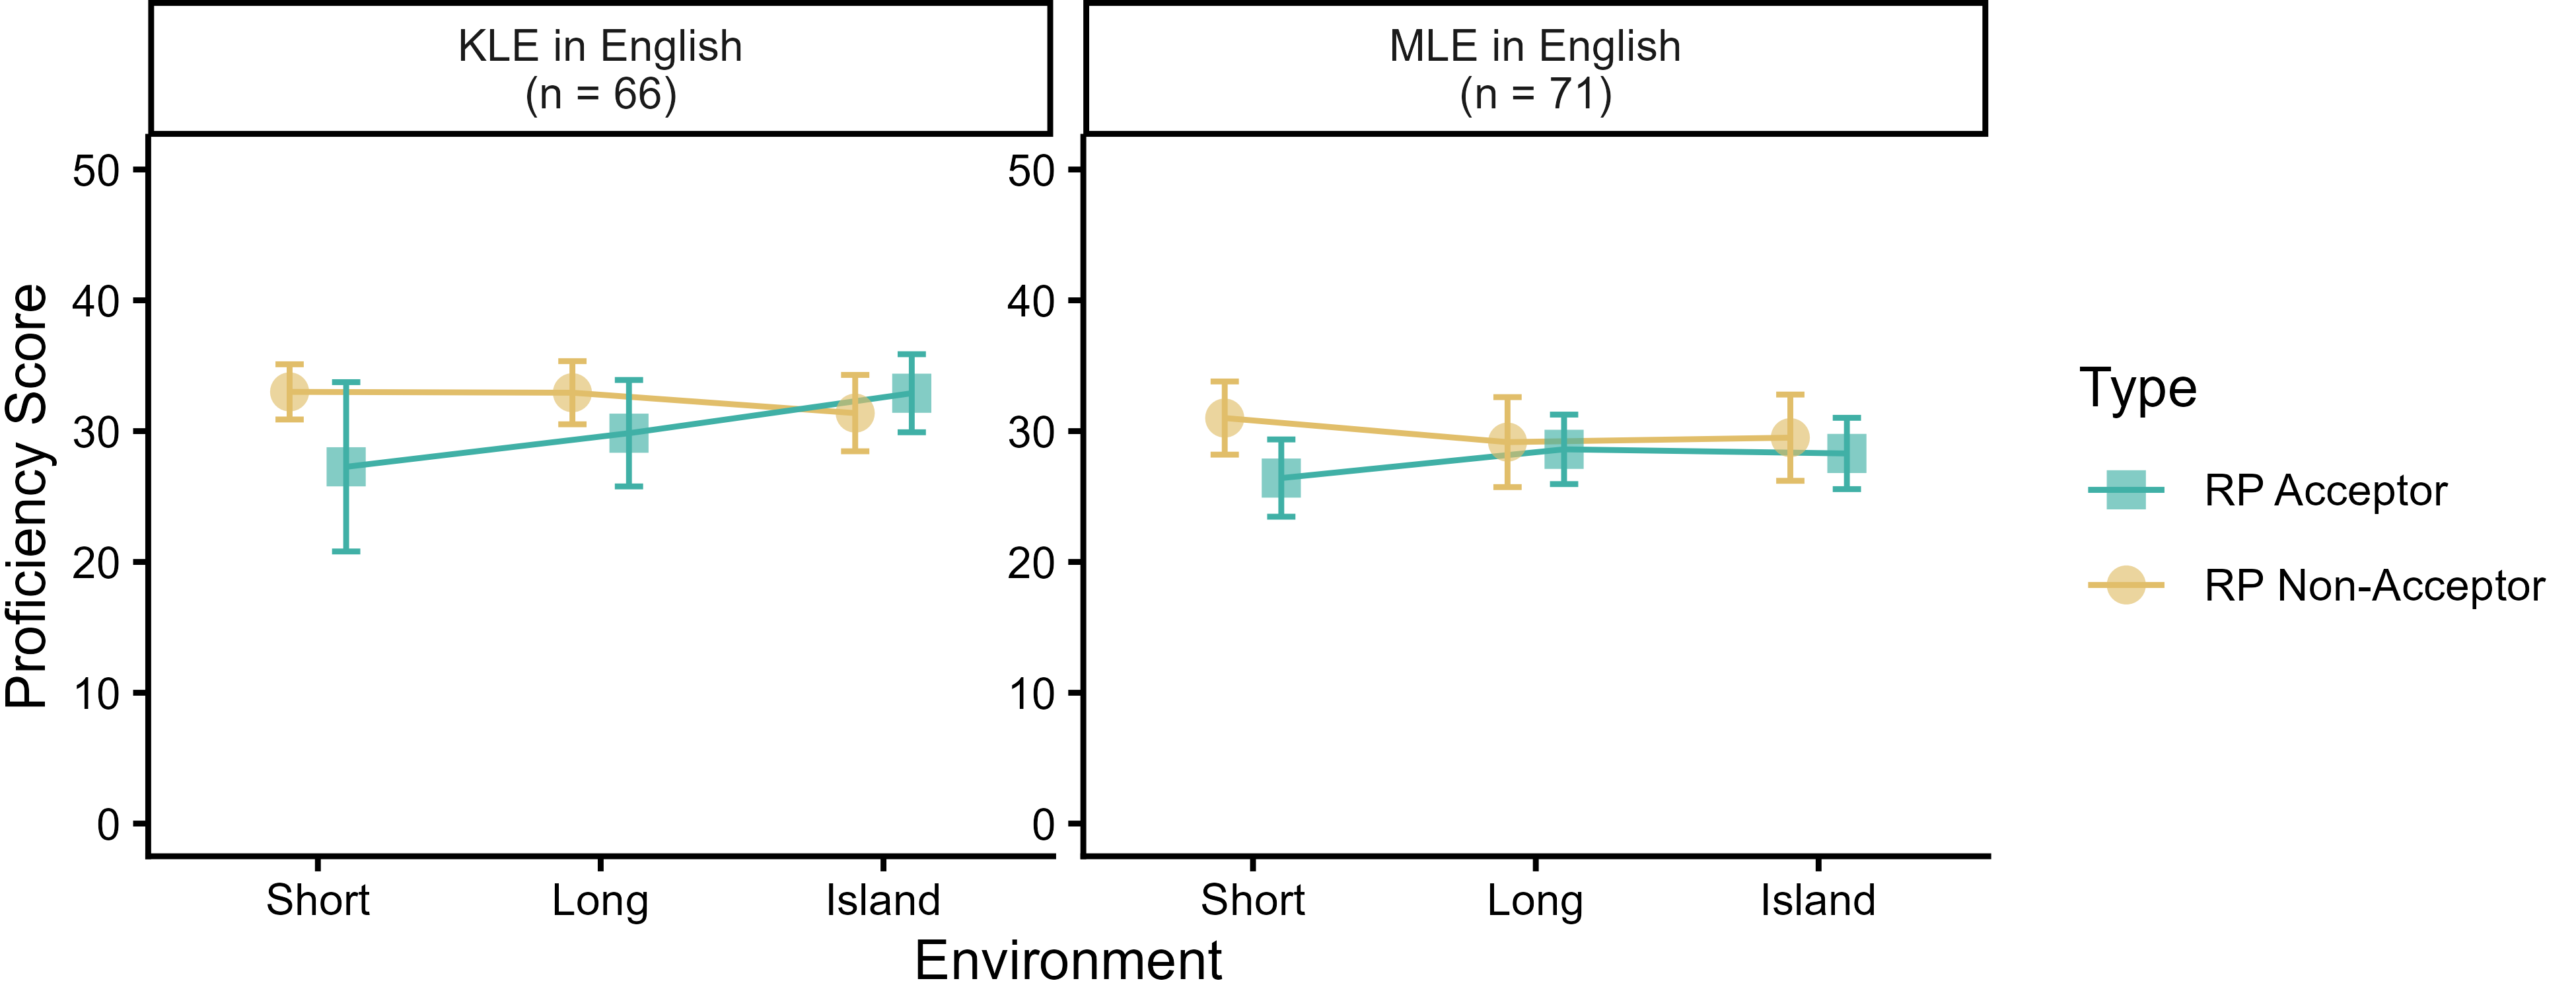 KLE in English
(n = 66)
MLE in English
(n = 71)
Proficiency Score
50
40
30
20
10
0
50
40
30
20
10
0
Short
Long
Island
Short
Long
Island
Environment
Type
RP Acceptor
RP Non-Acceptor